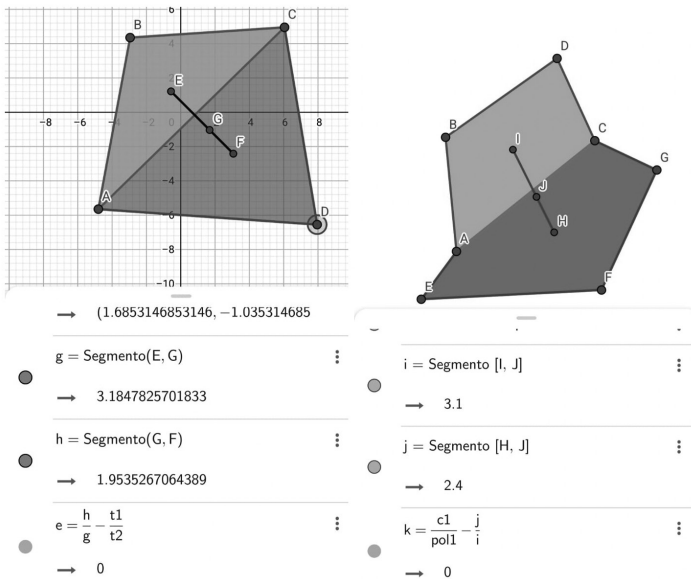 6
B
C
4
E
2
-8
-6
-4
-2
0
2
4
6
8
G
-2
F
-4
A
-6
D
-8
-10
→ (1.6853146853146, −1.035314685
g = Segmento(E, G)
→ 3.1847825701833
h = Segmento(G, F)
→ 1.9535267064389
e = h/g − t1/t2
→ 0
D
B
I
C
G
J
H
A
E
F
i = Segmento [I, J]
→ 3.1
j = Segmento [H, J]
→ 2.4
k = c1/pol1 − j/i
→ 0